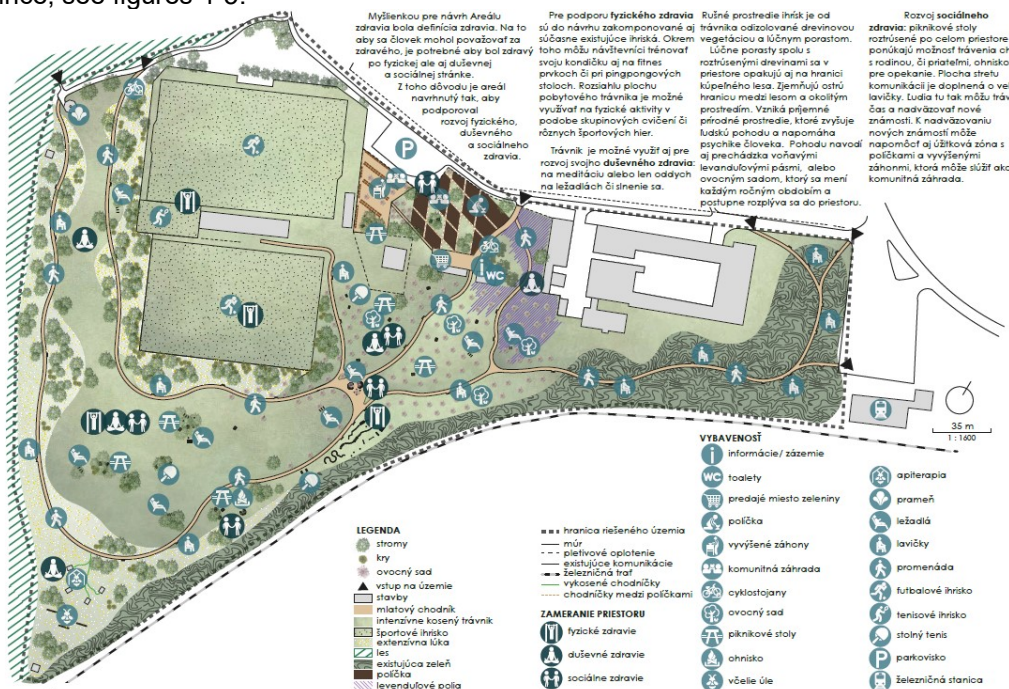 Myšlienkou pre návrh Areálu
zdravia bola definícia zdravia. Na to
aby sa človek mohol považovať za
zdravého, je potrebné aby bol zdravý
po fyzickej ale aj duševnej
a sociálnej stránke.
Z toho dôvodu je areál
navrhnutý tak, aby
podporoval
rozvoj fyzického,
duševného
a sociálneho
zdravia.
Pre podporu fyzického zdravia
sú do návrhu zakomponované aj
súčasne existujúce ihriská. Okrem
toho môžu návštevníci trénovať
svoju kondičku aj na fitnes
prvkoch či pri pingpongových
stoloch. Rozsiahlu plochu
pobytového trávnika je možné
využívať na fyzické aktivity v
podobe skupinových cvičení či
rôznych športových hier.
Trávnik je možné využiť aj pre
rozvoj svojho duševného zdravia:
na meditáciu alebo len oddych
na ležadlách či slnenie sa.
Rušné prostredie ihrísk je od
trávnika odizolované drevinovou
vegetáciou a lúčnym porastom.
Lúčne porasty spolu s
roztrúsenými drevinami sa v
priestore opakujú aj na hranici
kúpeľného lesa. Zjemňujú ostrú
hranicu medzi lesom a okolitým
prostredím. Vzniká príjemné
prírodné prostredie, ktoré zvyšuje
ľudskú pohodu a napomáha
psychike človeka. Pohodu navodí
aj prechádzka voňavými
levanduľovými pásmi, alebo
ovocným sadom, ktorý sa mení
každým ročným obdobím a
postupne rozplýva sa do priestoru.
Rozvoj sociálneho
zdravia: piknikové stoly
roztrúsené po celom priestore
ponúkajú možnosť trávenia
s rodinou, či priateľmi, ohnisko
pre opekanie. Plocha stretu
komunikácií je doplnená o
lavičky. Ľudia tu tak môžu
čas a nadväzovať nové
známosti. K nadväzovaniu
nových známostí môže
napomôcť aj úžitková zóna s
políčkami a vyvýšenými
záhonmi, ktorá môže slúžiť ako
komunitná záhrada.
P
i
WC
35 m
1 : 1600
LEGENDA
stromy
kry
ovocný sad
vstup na územie
stavby
mlatový chodník
intenzívne kosený trávnik
športové ihrisko
extenzívna lúka
les
existujúca zeleň
políčka
levanduľové polia
hranica riešeného územia
múr
pletivové oplotenie
existujúce komunikácie
železničná trať
vykosené chodníčky
chodníčky medzi políčkami
ZAMERANIE PRIESTORU
fyzické zdravie
duševné zdravie
sociálne zdravie
VYBAVENOSŤ
i informácie/ zázemie
WC toalety
predajé miesto zeleniny
políčka
vyvýšené záhony
komunitná záhrada
cyklostojany
ovocný sad
piknikové stoly
ohnisko
včelie úle
apiterapia
prameň
ležadlá
lavičky
promenáda
futbalové ihrisko
tenisové ihrisko
stolný tenis
P parkovisko
železničná stanica